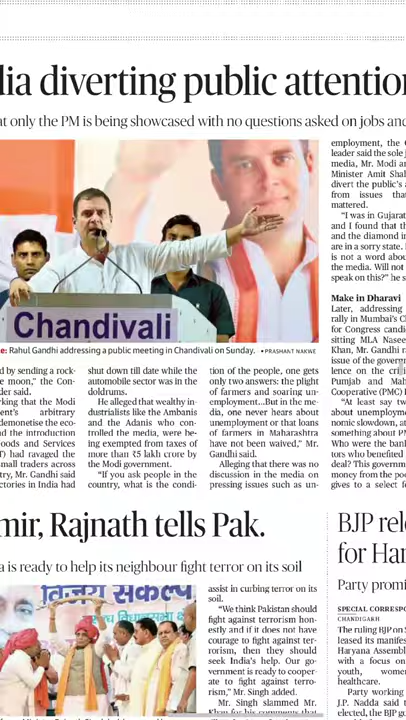 dia diverting public attention
at only the PM is being showcased with no questions asked on jobs and
Chandivali
Rahul Gandhi addressing a public meeting in Chandivali on Sunday. • PRASHANT NAKWE
d by sending a rock-
e moon," the Con-
der said.
rking that the Modi
ent's arbitrary
demonetise the eco-
nd the introduction
oods and Services
T) had ravaged the
small traders across
try, Mr. Gandhi said
ctories in India had
shut down till date while the
automobile sector was in the
doldrums.
He alleged that wealthy in-
dustrialists like the Ambanis
and the Adanis who con-
trolled the media, were be-
ing exempted from taxes of
more than ₹5 lakh crore by
the Modi government.
"If you ask people in the
country, what is the condi-
tion of the people, one gets
only two answers: the plight
of farmers and soaring un-
employment...But in the me-
dia, one never hears about
unemployment or that loans
of farmers in Maharashtra
have not been waived," Mr.
Gandhi said.
Alleging that there was no
discussion in the media on
pressing issues such as un-
employment, the C
leader said the sole j
media, Mr. Modi an
Minister Amit Shal
divert the public's a
from issues tha
mattered.
"I was in Gujarat
and I found that th
and the diamond in
are in a sorry state. I
is not a word about
the media. Will not
speak on this?" he s
Make in Dharavi
Later, addressing
rally in Mumbai's Ch
for Congress candid
sitting MLA Nasee
Khan, Mr. Gandhi r
issue of the govern
lence on the cri
Punjab and Mah
Cooperative (PMC) B
"At least say tw
about unemploym
nomic slowdown, at
something about PM
Who were the ban
tors who benefited
deal? This governm
money from the poo
gives to a select f
mir, Rajnath tells Pak.
a is ready to help its neighbour fight terror on its soil
विजय संकल्प
assist in curbing terror on its
soil.
"We think Pakistan should
fight against terrorism hon-
estly and if it does not have
courage to fight against ter-
rorism, then they should
seek India's help. Our go-
vernment is ready to cooper-
ate to fight against terro-
rism," Mr. Singh added.
Mr. Singh slammed Mr.
Khan for his comments that
BJP rele
for Har
Party promi
SPECIAL CORRESPO
CHANDIGARH
The ruling BJP on S
leased its manifes
Haryana Assembl
with a focus on
youth, women
healthcare.
Party working
J.P. Nadda said t
elected, the BJP go